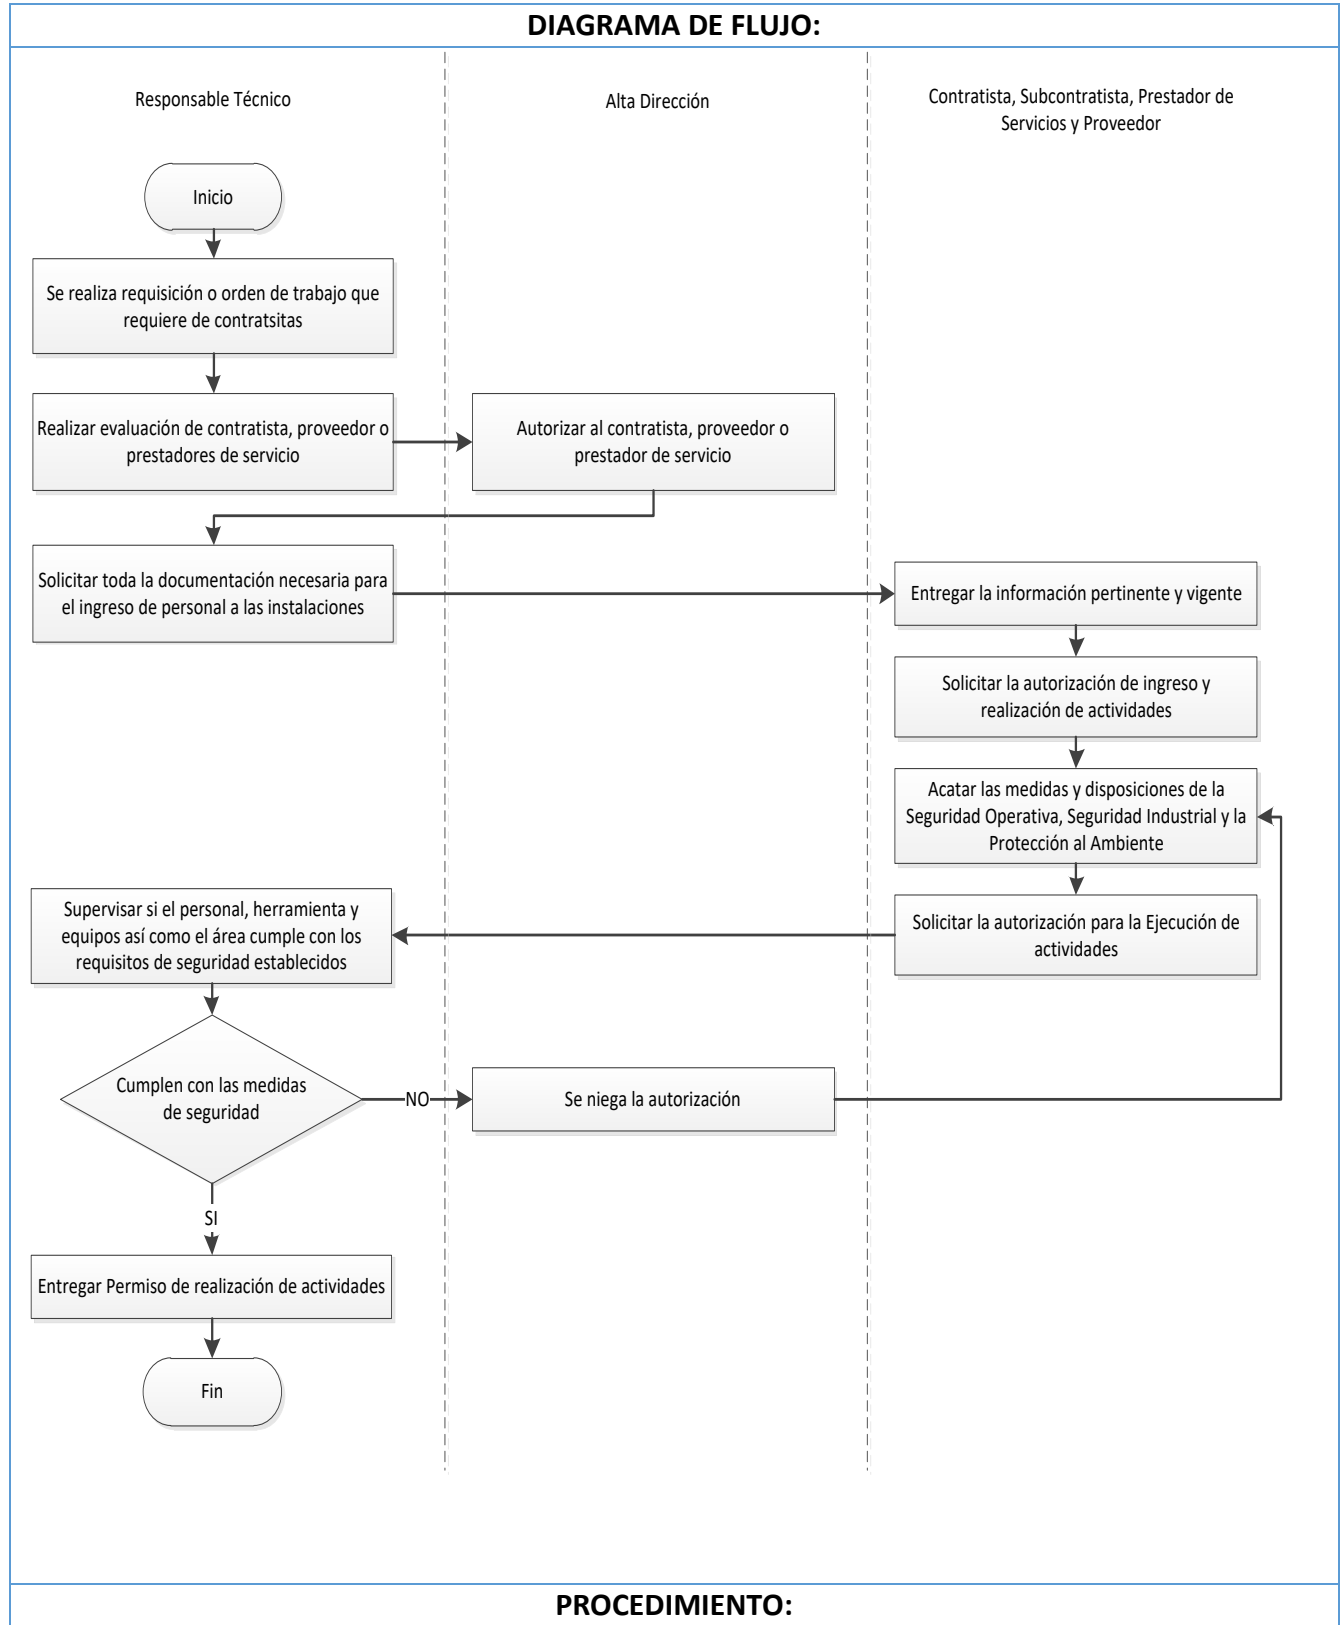 DIAGRAMA DE FLUJO:
Responsable Técnico
Alta Dirección
Contratista, Subcontratista, Prestador de
Servicios y Proveedor
Inicio
Se realiza requisición o orden de trabajo que
requiere de contratsitas
Realizar evaluación de contratista, proveedor o
prestadores de servicio
Autorizar al contratista, proveedor o
prestador de servicio
Solicitar toda la documentación necesaria para
el ingreso de personal a las instalaciones
Entregar la información pertinente y vigente
Solicitar la autorización de ingreso y
realización de actividades
Acatar las medidas y disposiciones de la
Seguridad Operativa, Seguridad Industrial y la
Protección al Ambiente
Solicitar la autorización para la Ejecución de
actividades
Supervisar si el personal, herramienta y
equipos así como el área cumple con los
requisitos de seguridad establecidos
Cumplen con las medidas
de seguridad
NO
Se niega la autorización
SI
Entregar Permiso de realización de actividades
Fin
PROCEDIMIENTO: